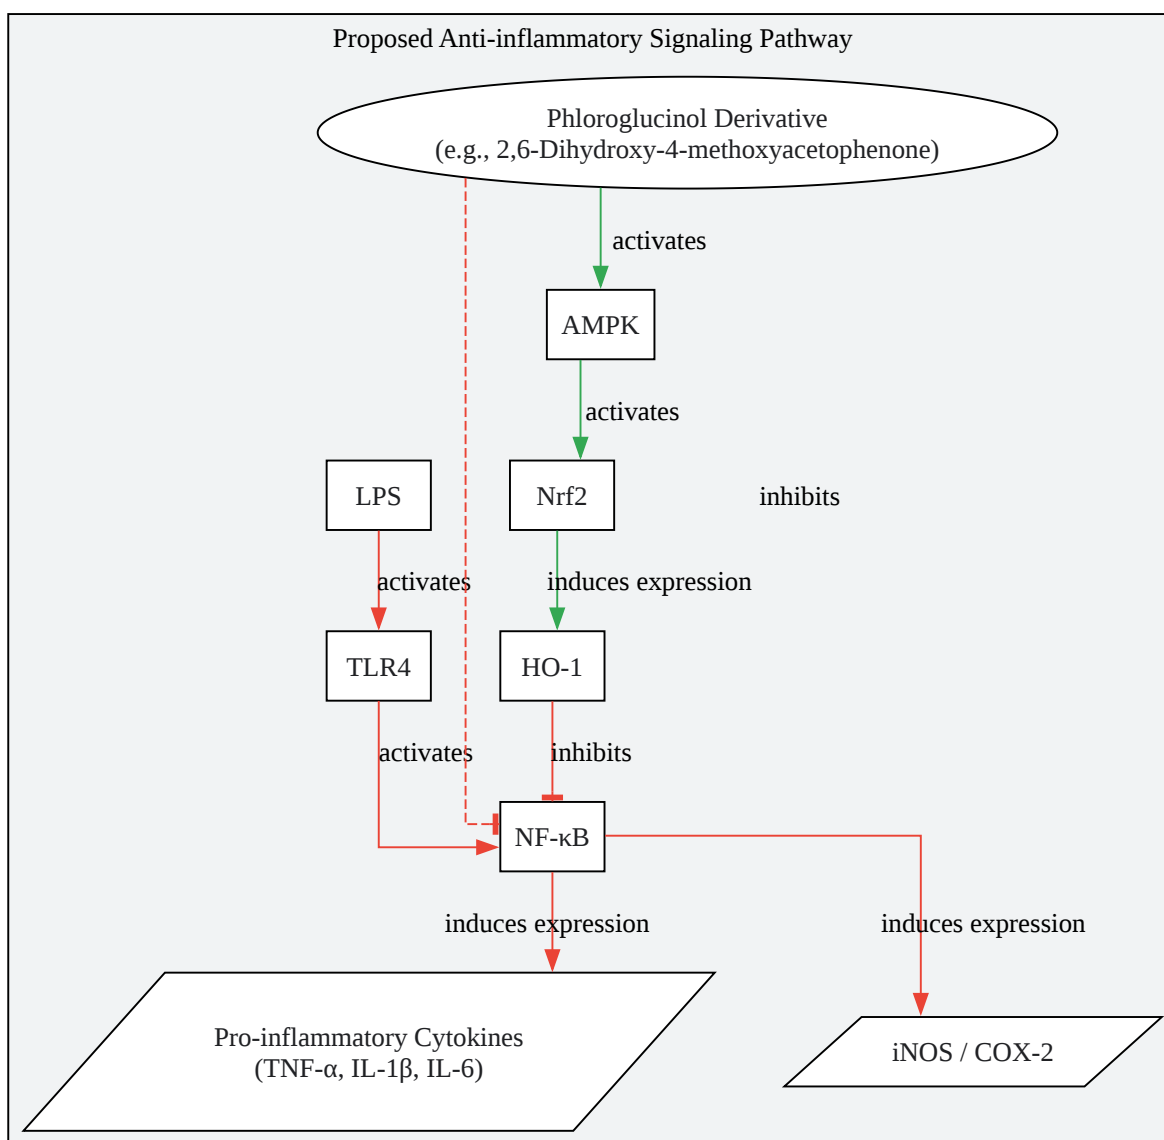 Proposed Anti-inflammatory Signaling Pathway
Phloroglucinol Derivative
(e.g., 2,6-Dihydroxy-4-methoxyacetophenone)
activates
AMPK
activates
LPS
Nrf2
inhibits
activates
induces expression
TLR4
HO-1
activates
inhibits
NF-κB
induces expression
induces expression
Pro-inflammatory Cytokines
(TNF-α, IL-1β, IL-6)
iNOS / COX-2